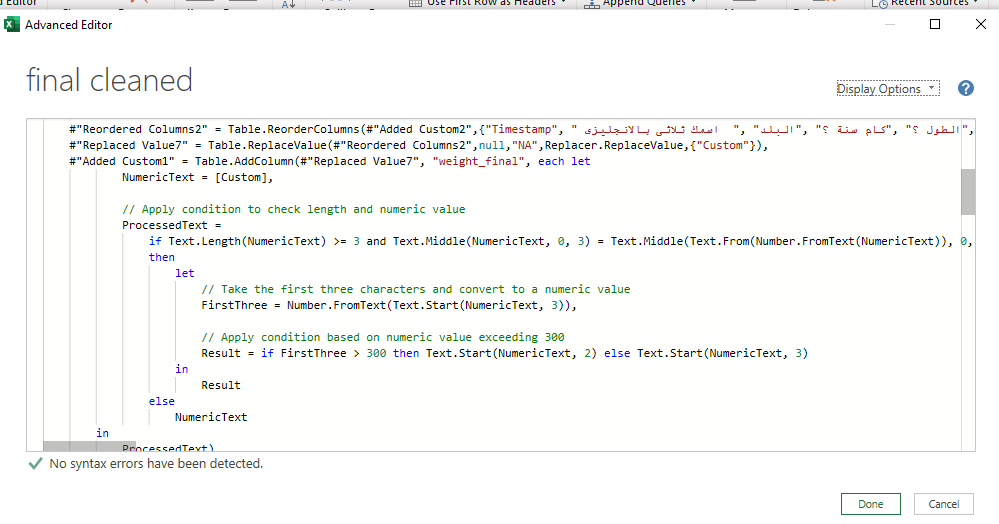 Use First Row as Headers
Append Queries
Recent Sources
Advanced Editor
final cleaned
Display Options
?
#"Reordered Columns2" = Table.ReorderColumns(#"Added Custom2",{"Timestamp", " اسمك ثلاثى بالانجليزى ", "البلد", "كام سنة ؟", "الطول ؟",
#"Replaced Value7" = Table.ReplaceValue(#"Reordered Columns2",null,"NA",Replacer.ReplaceValue,{"Custom"}),
#"Added Custom1" = Table.AddColumn(#"Replaced Value7", "weight_final", each let
NumericText = [Custom],
// Apply condition to check length and numeric value
ProcessedText =
if Text.Length(NumericText) >= 3 and Text.Middle(NumericText, 0, 3) = Text.Middle(Text.From(Number.FromText(NumericText)), 0,
then
let
// Take the first three characters and convert to a numeric value
FirstThree = Number.FromText(Text.Start(NumericText, 3)),
// Apply condition based on numeric value exceeding 300
Result = if FirstThree > 300 then Text.Start(NumericText, 2) else Text.Start(NumericText, 3)
in
Result
else
NumericText
in
ProcessedText)
No syntax errors have been detected.
Done
Cancel